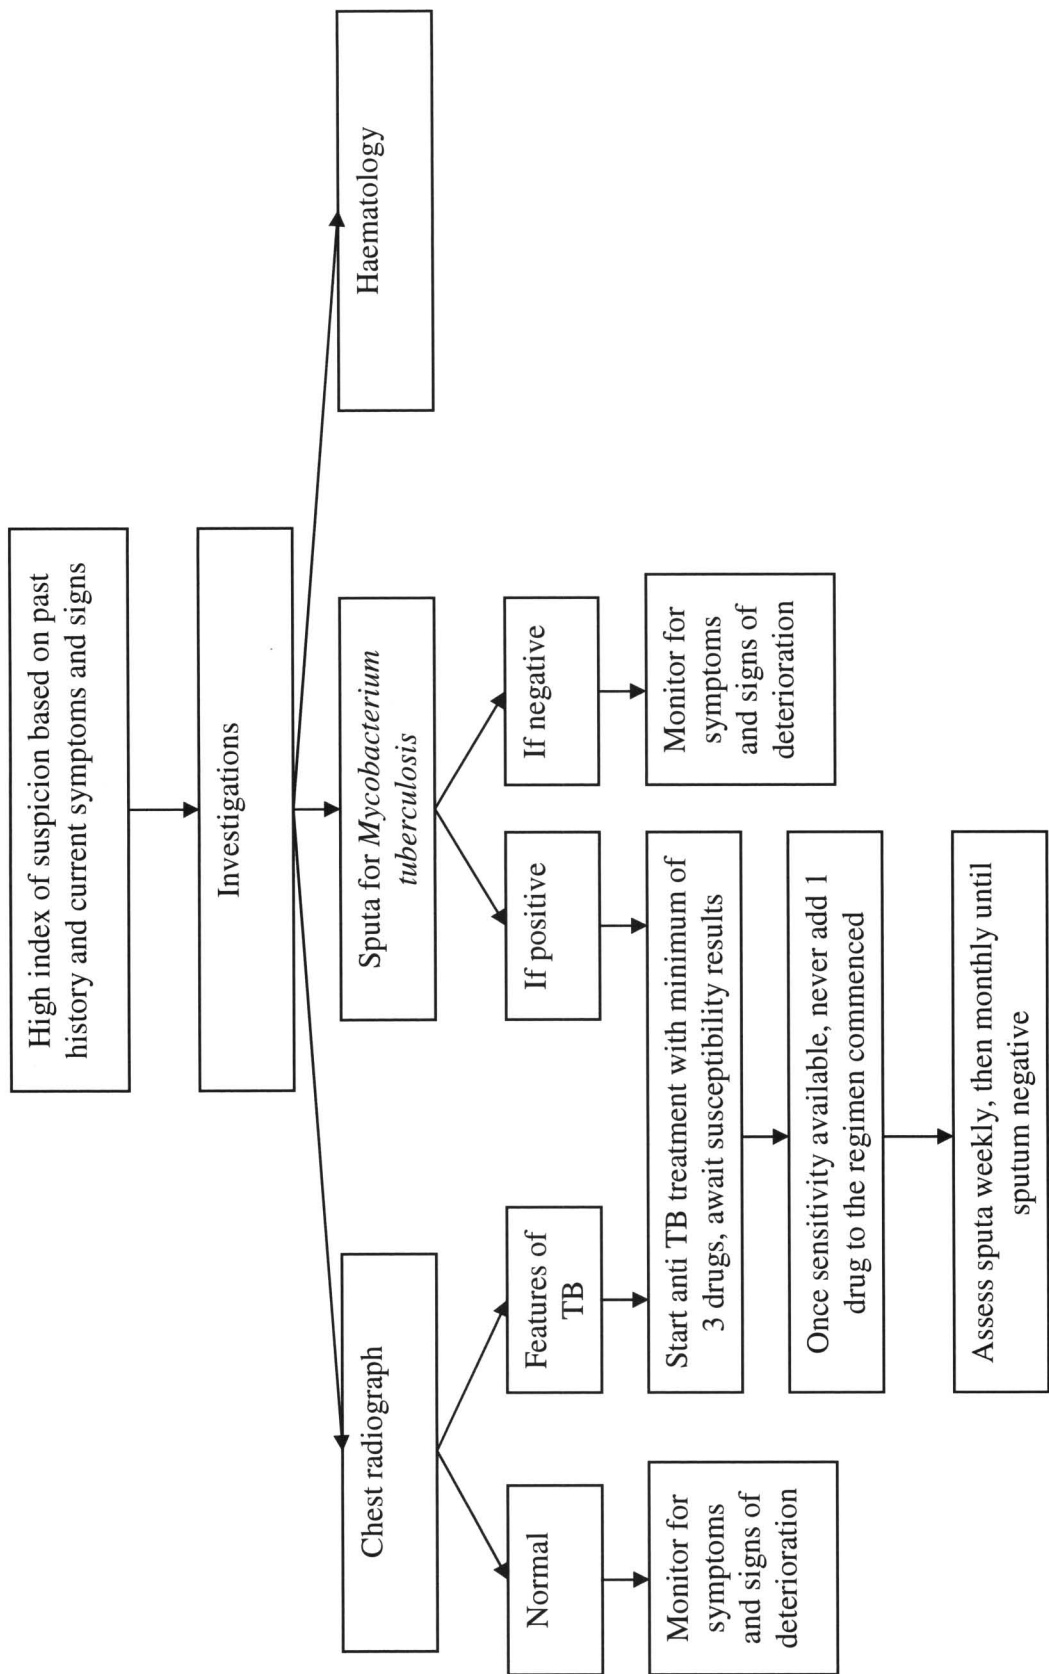 High index of suspicion based on past
history and current symptoms and signs
Investigations
Chest radiograph
Sputa for Mycobacterium
tuberculosis
Haematology
Normal
Features of
TB
If positive
If negative
Monitor for
symptoms
and signs of
deterioration
Start anti TB treatment with minimum of
3 drugs, await susceptibility results
Monitor for
symptoms
and signs of
deterioration
Once sensitivity available, never add 1
drug to the regimen commenced
Assess sputa weekly, then monthly until
sputum negative